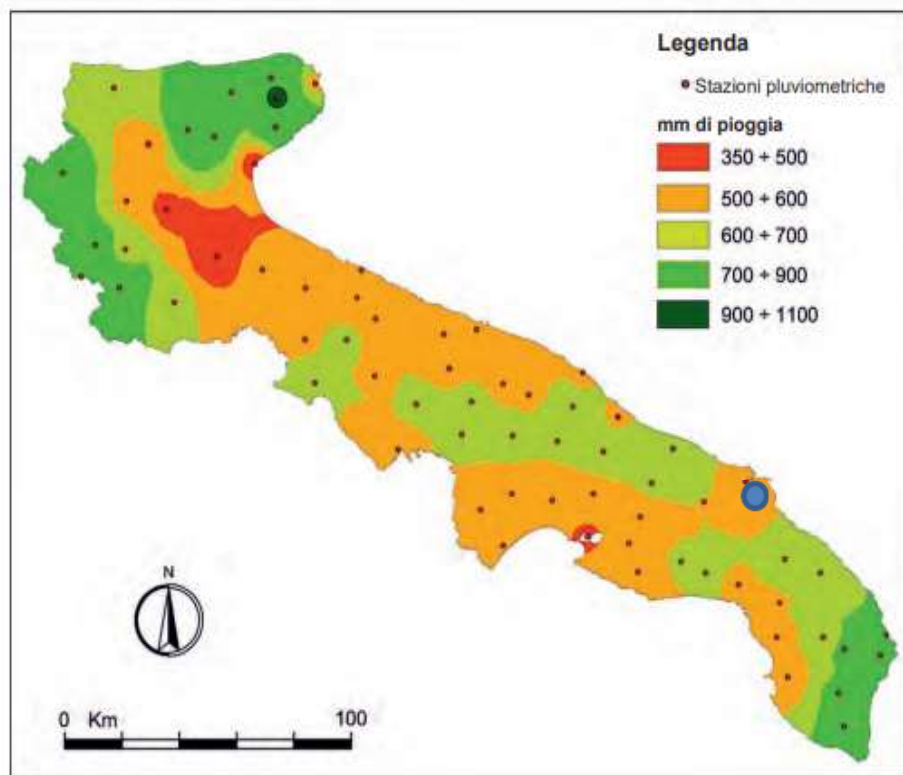 Legenda
Stazioni pluviometriche
mm di pioggia
350 ÷ 500
500 ÷ 600
600 ÷ 700
700 ÷ 900
900 ÷ 1100
N
0 Km 100